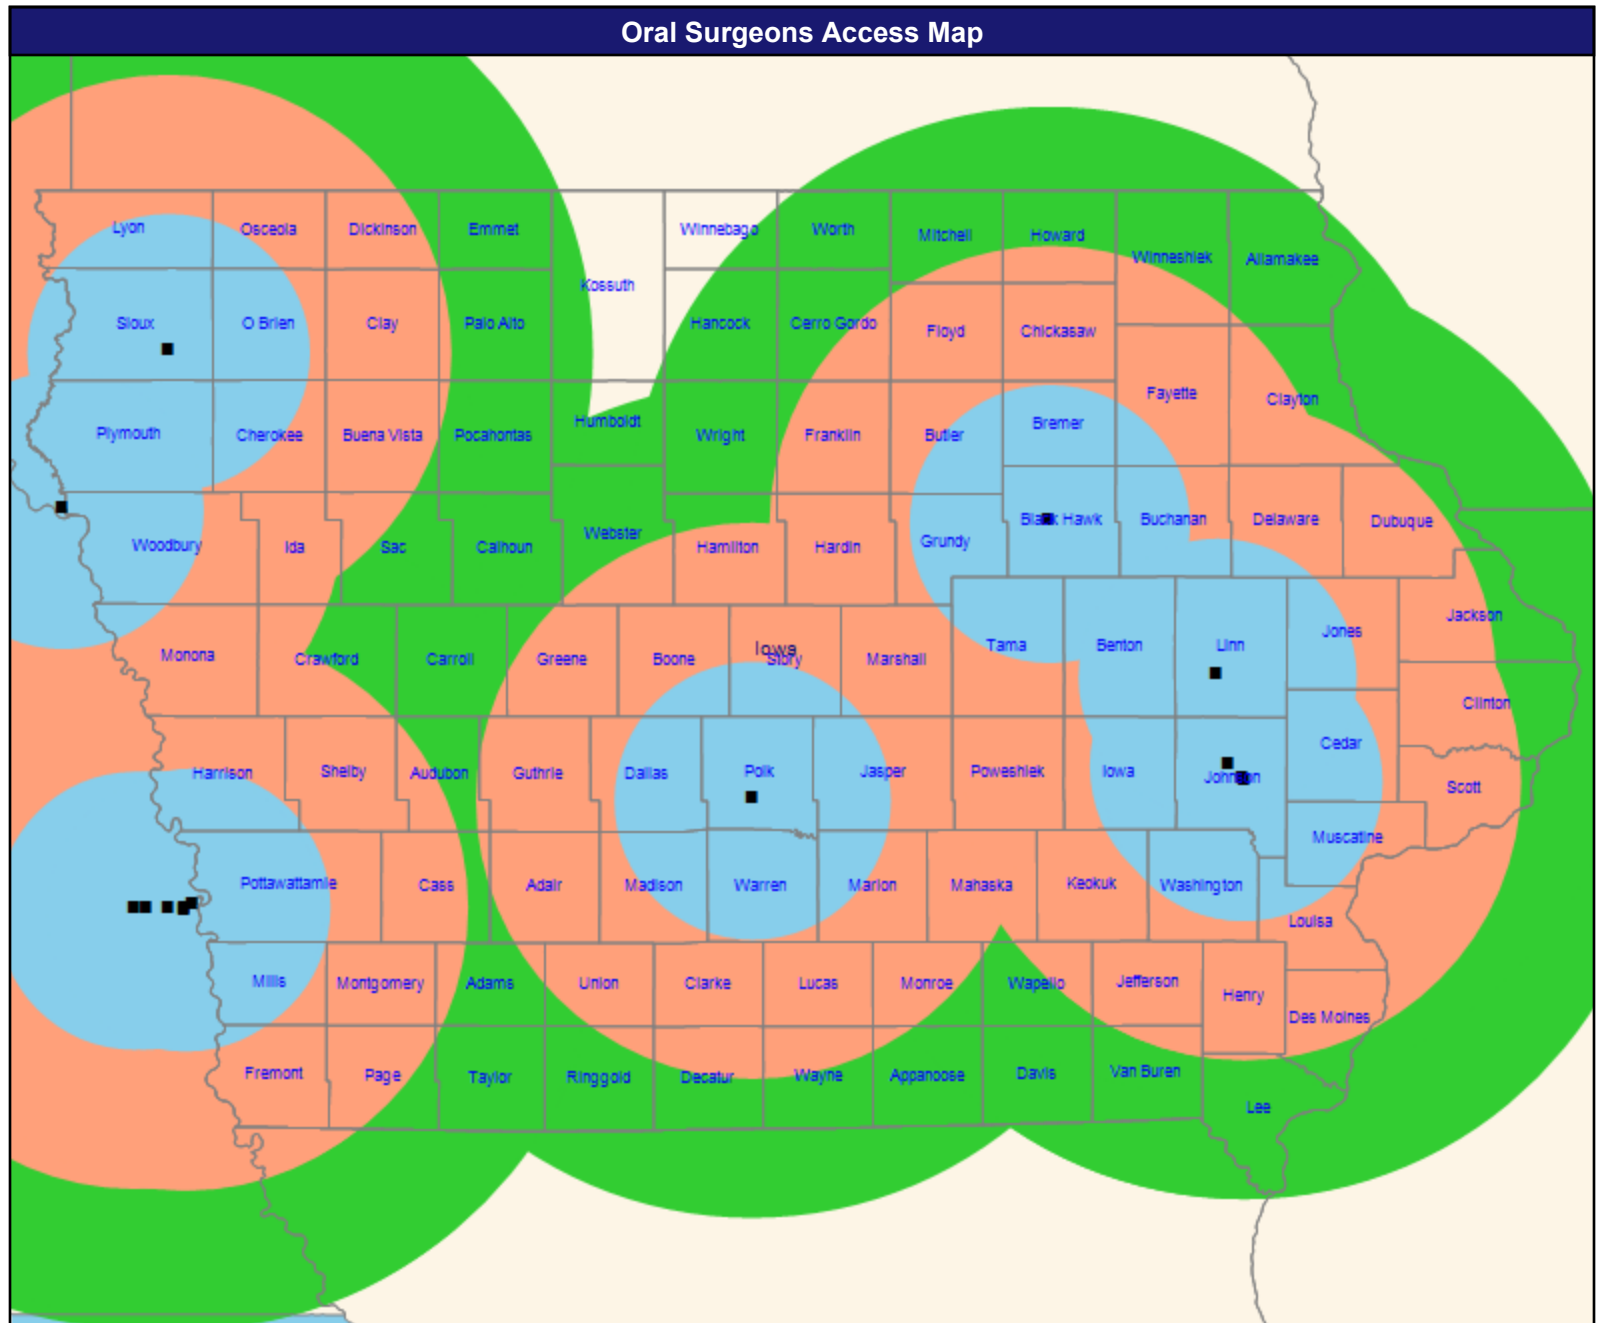 Oral Surgeons Access Map
Lyon Osceola Dickinson Emmet Winnebago Worth Mitchell Howard Winneshiek Allamakee
Kossuth
Sioux O Brien Clay Palo Alto Hancock Cerro Gordo Floyd Chickasaw
Fayette Clayton
Plymouth Cherokee Buena Vista Pocahontas Humboldt Wright Franklin Butler Bremer
Woodbury Ida Sac Calhoun Webster Hamilton Hardin Grundy Black Hawk Buchanan Delaware Dubuque
Iowa
Monona Crawford Carroll Greene Boone Story Marshall Tama Benton Linn Jones Jackson
Clinton
Harrison Shelby Audubon Guthrie Dallas Polk Jasper Poweshiek Iowa Johnson Cedar Scott
Muscatine
Pottawattamie Cass Adair Madison Warren Marion Mahaska Keokuk Washington
Louisa
Mills Montgomery Adams Union Clarke Lucas Monroe Wapello Jefferson Henry Des Moines
Fremont Page Taylor Ringgold Decatur Wayne Appanoose Davis Van Buren
Lee